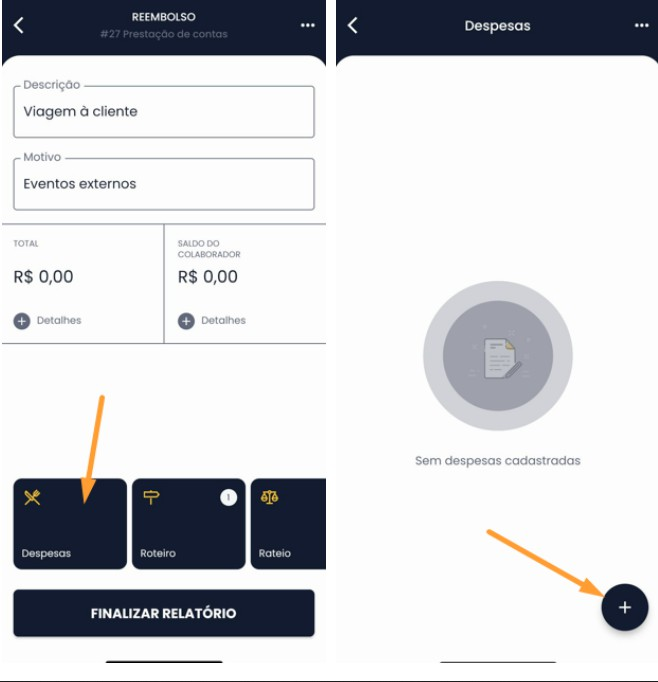 REEMBOLSO
#27 Prestação de contas
Descrição
Viagem à cliente
Motivo
Eventos externos
TOTAL
R$ 0,00
Detalhes
SALDO DO
COLABORADOR
R$ 0,00
Detalhes
Despesas
1
Roteiro
Rateio
FINALIZAR RELATÓRIO
Despesas
Sem despesas cadastradas